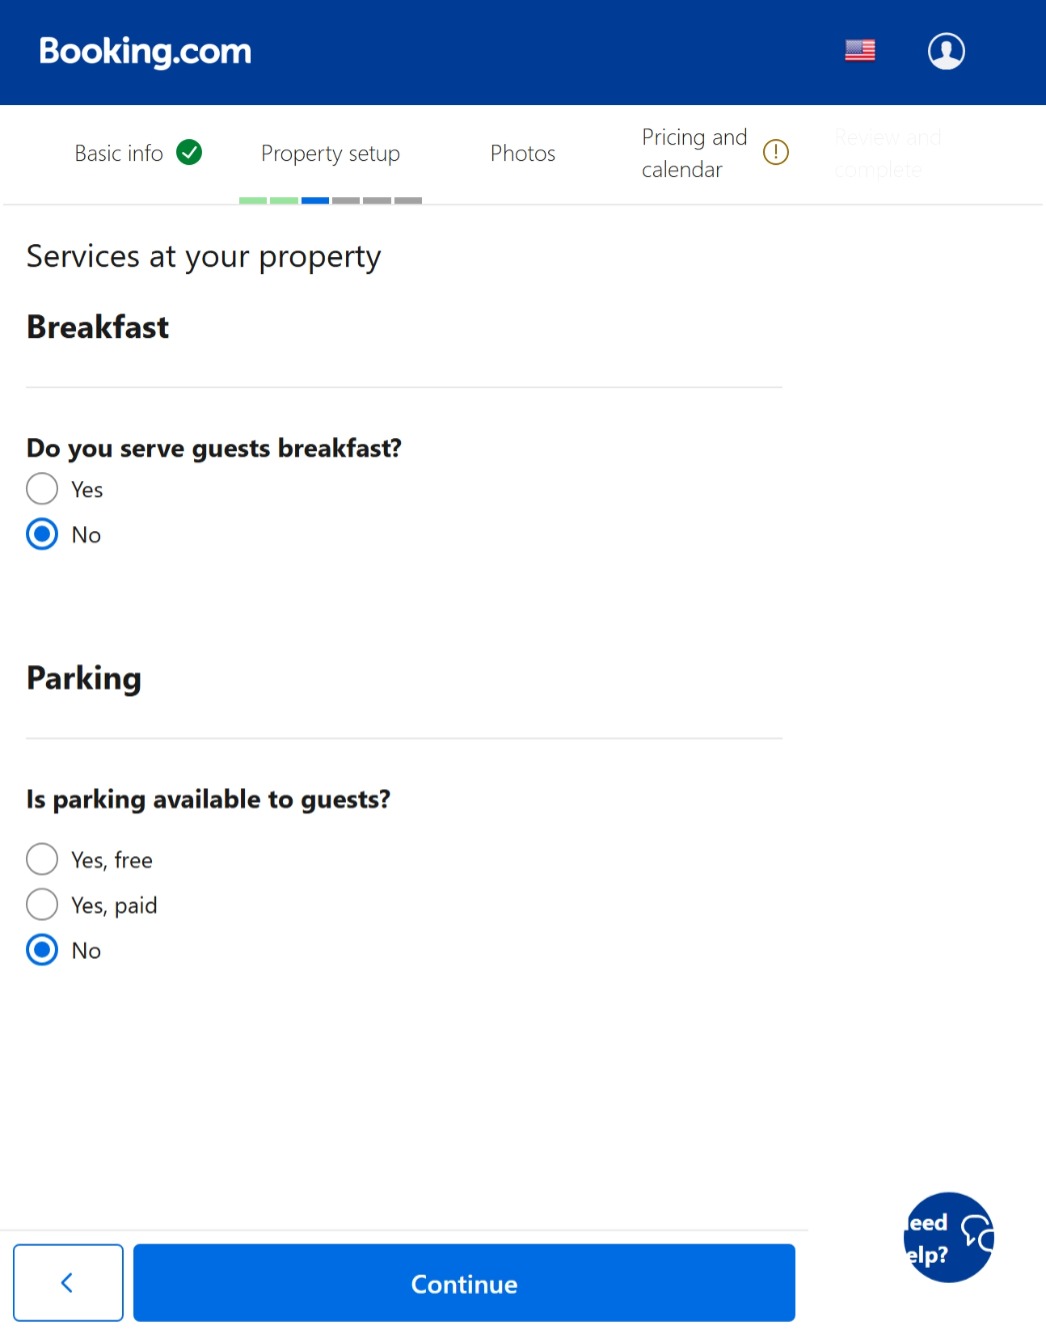 Booking.com
Basic info
Property setup
Photos
Pricing and
calendar
Review and
complete
Services at your property
Breakfast
Do you serve guests breakfast?
Yes
No
Parking
Is parking available to guests?
Yes, free
Yes, paid
No
eed
elp?
Continue